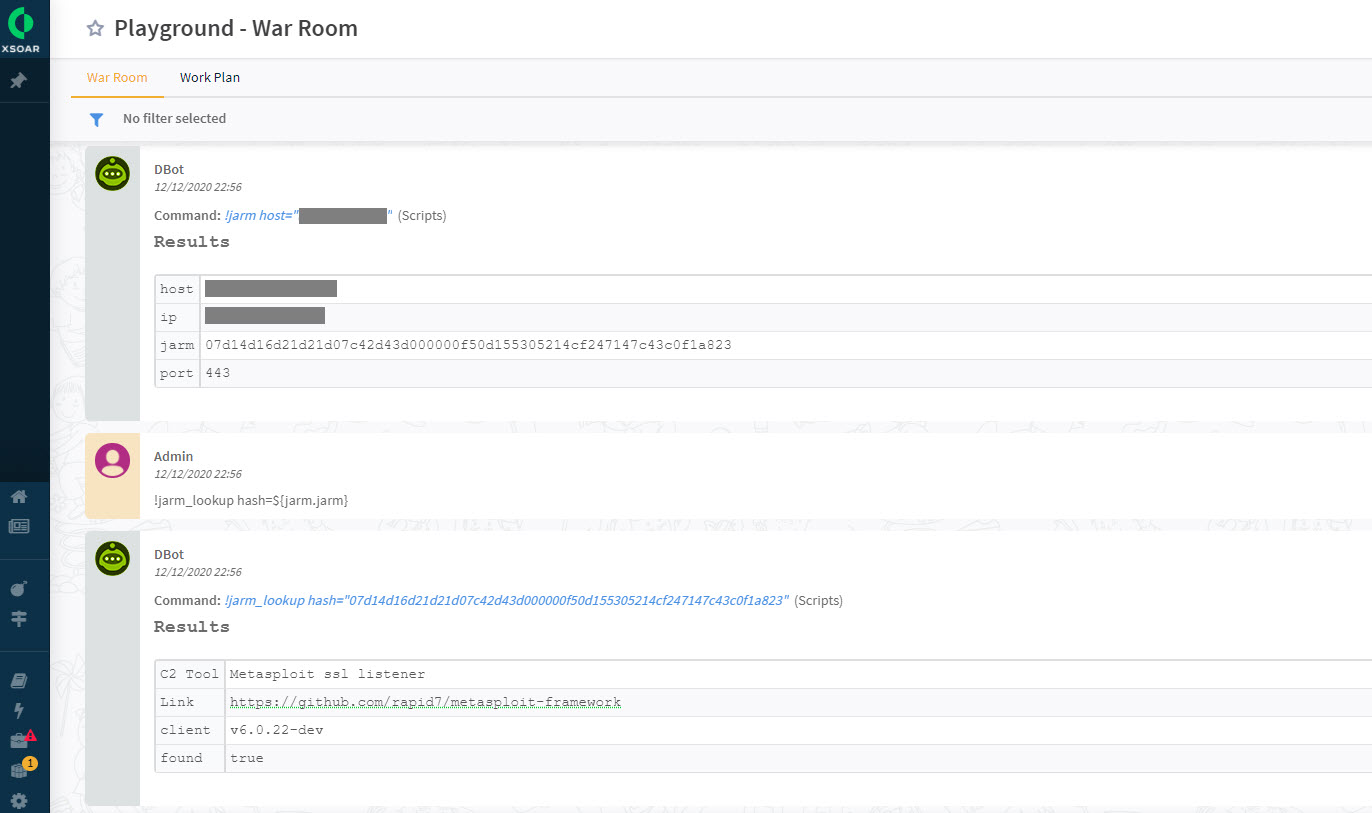 XSOAR
Playground - War Room
War Room Work Plan
No filter selected
DBot
12/12/2020 22:56
Command: !jarm host="" (Scripts)
Results
host
ip
jarm 07d14d16d21d21d07c42d43d000000f50d155305214cf247147c43c0f1a823
port 443
Admin
12/12/2020 22:56
!jarm_lookup hash=${jarm.jarm}
DBot
12/12/2020 22:56
Command: !jarm_lookup hash="07d14d16d21d21d07c42d43d000000f50d155305214cf247147c43c0f1a823" (Scripts)
Results
C2 Tool Metasploit ssl listener
Link https://github.com/rapid7/metasploit-framework
client v6.0.22-dev
found true
1